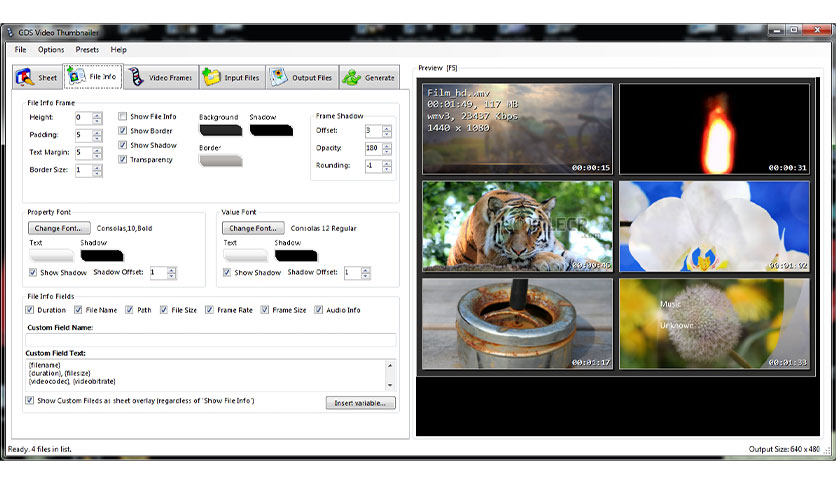 GDS Video Thumbnailer
File Options Presets Help
Sheet File Info Video Frames Input Files Output Files Generate
File Info Frame
Height: 0
Padding: 5
Text Margin: 5
Border Size: 1
Show File Info
Show Border
Show Shadow
Transparency
Background Shadow
Border
Frame Shadow
Offset: 3
Opacity: 180
Rounding: -1
Property Font
Change Font... Consolas,10,Bold
Text Shadow
Show Shadow Shadow Offset: 1
Value Font
Change Font... Consolas 12 Regular
Text Shadow
Show Shadow Shadow Offset: 1
File Info Fields
Duration File Name Path File Size Frame Rate Frame Size Audio Info
Custom Field Name:
Custom Field Text:
{filename}
{duration}, {filesize}
{videocodec}, {videobitrate}
Show Custom Fileds as sheet overlay (regardless of 'Show File Info')
Insert variable...
Preview [F5]
Film_hd.wmv
00:01:49, 117 MB
wmv3, 23437 Kbps
1440 x 1080
00:00:15
00:00:31
00:00:46
00:01:02
00:01:17
Music
Unknown
00:01:33
Ready. 4 files in list.
Output Size: 640 x 480